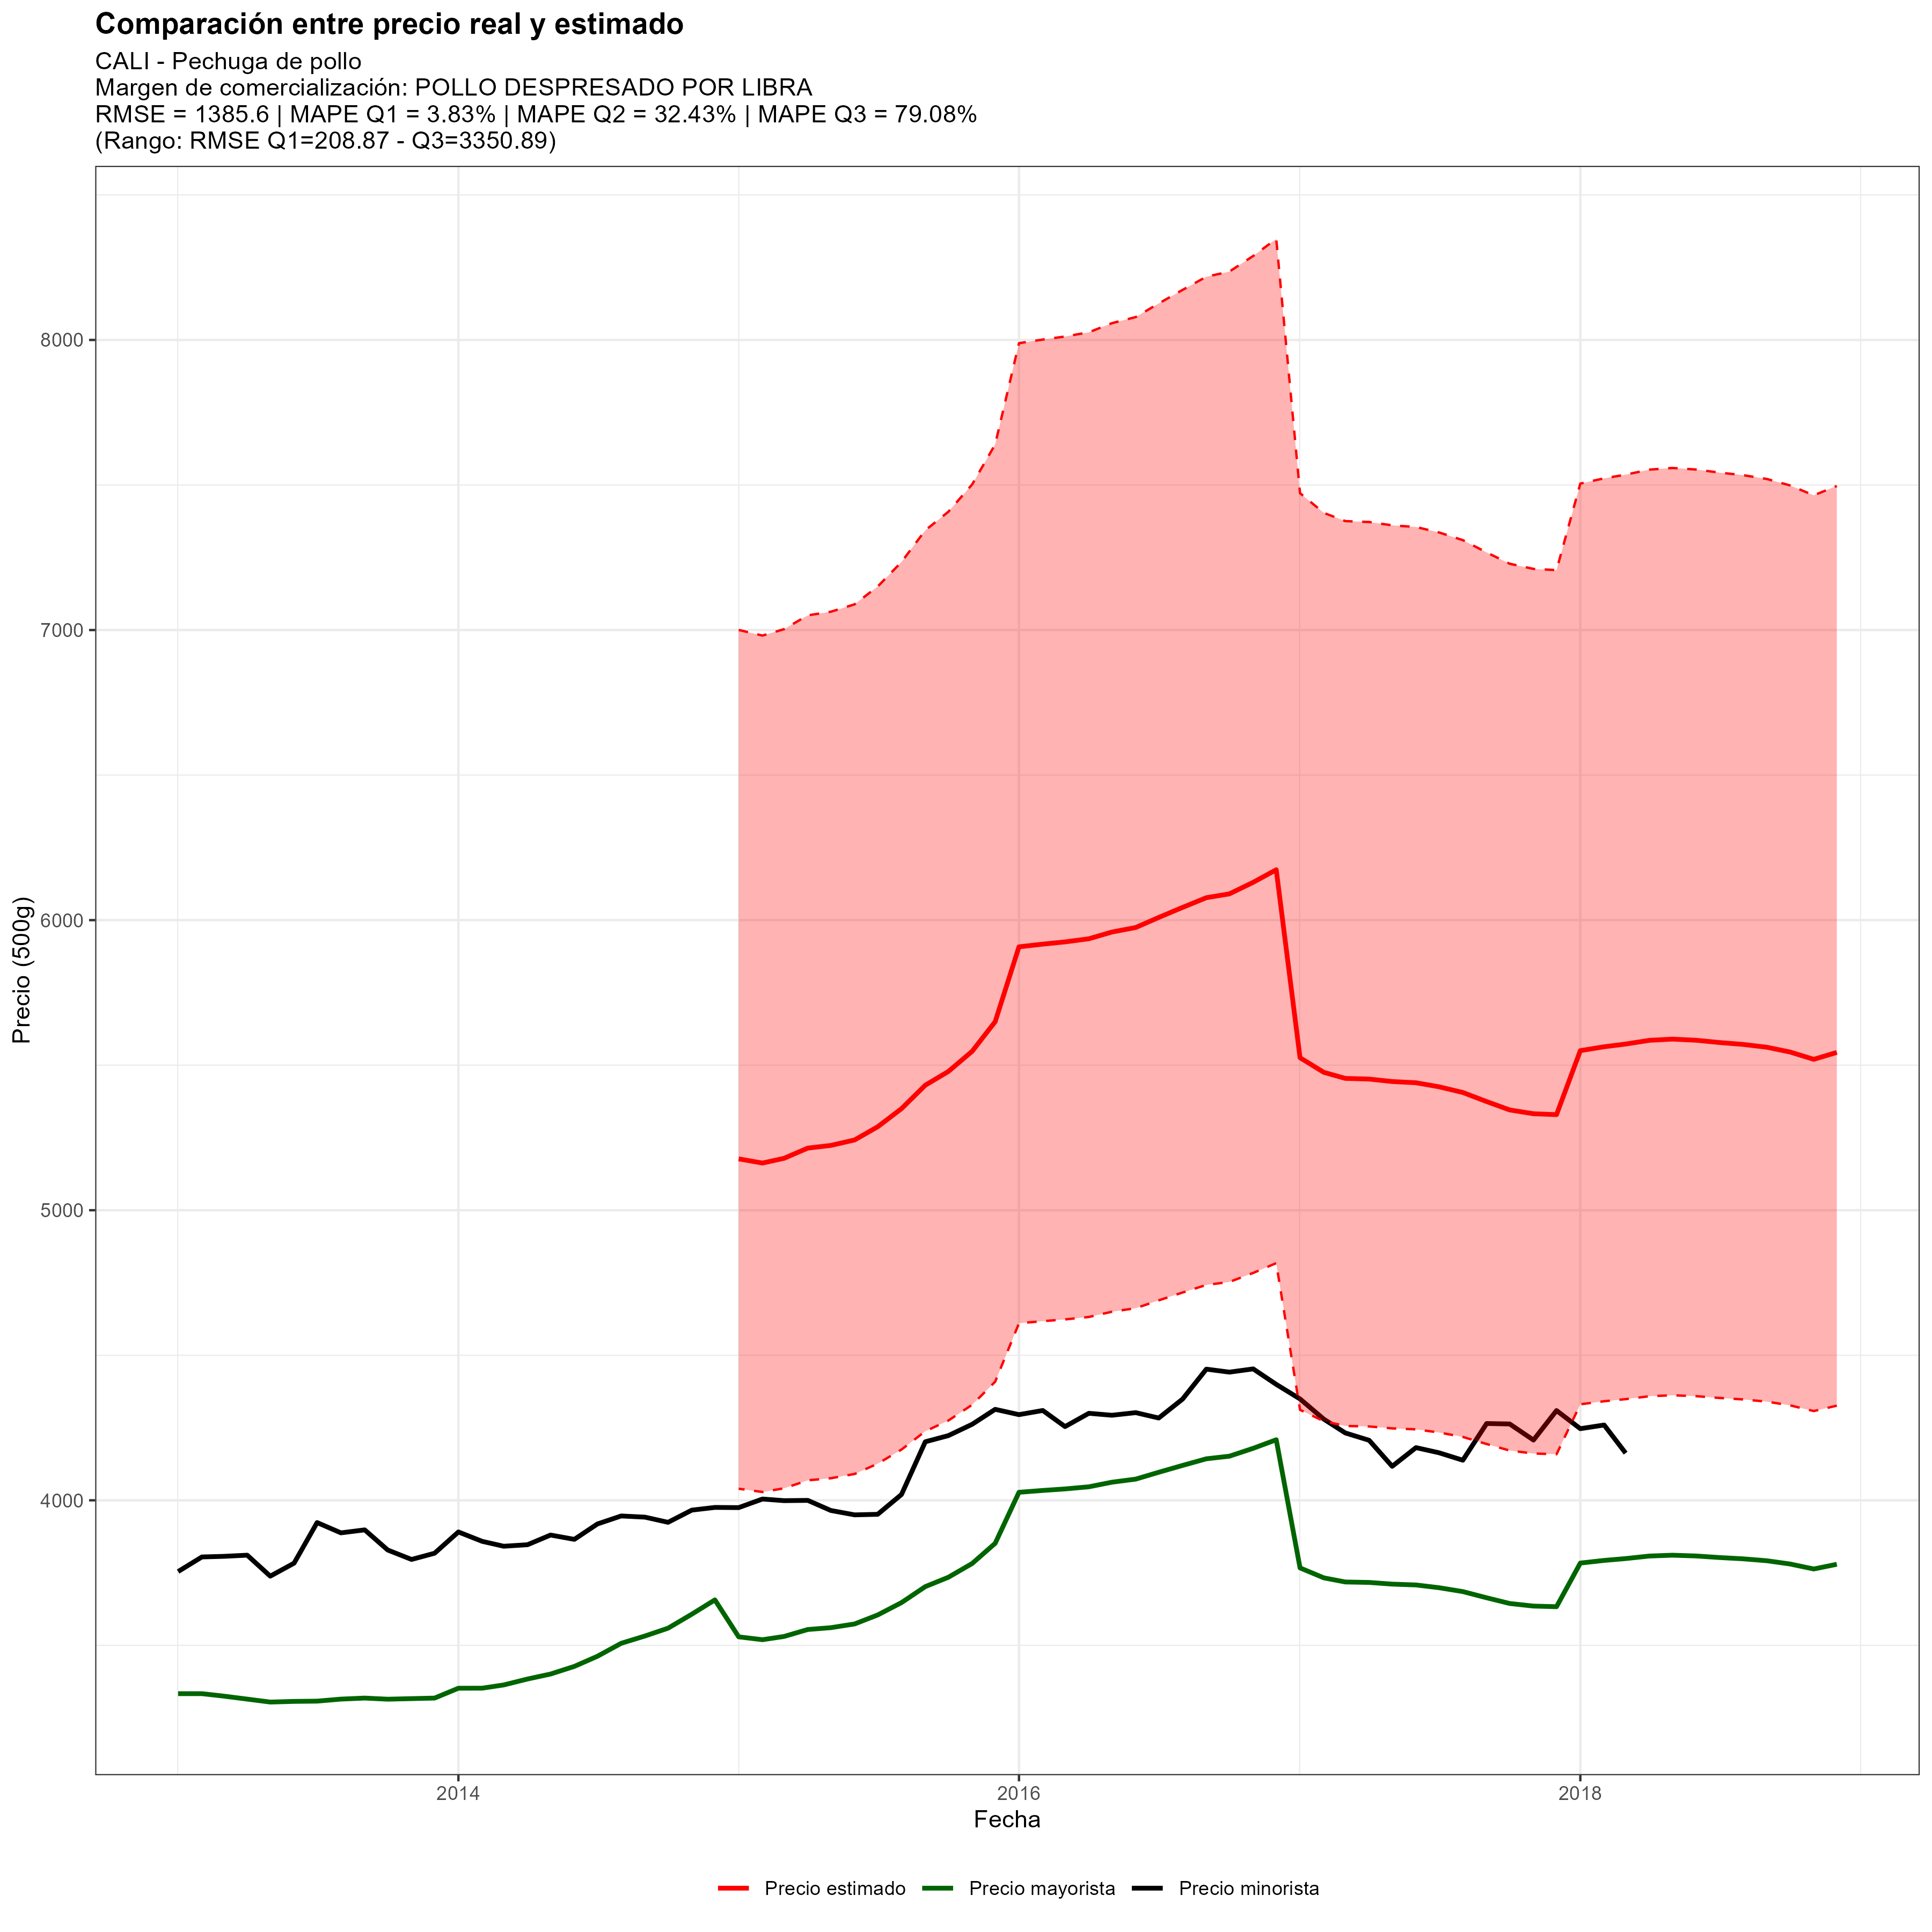 Comparación entre precio real y estimado
CALI - Pechuga de pollo
Margen de comercialización: POLLO DESPRESADO POR LIBRA
RMSE = 1385.6 | MAPE Q1 = 3.83% | MAPE Q2 = 32.43% | MAPE Q3 = 79.08%
(Rango: RMSE Q1=208.87 - Q3=3350.89)
Precio (500g)
8000
7000
6000
5000
4000
2014
2016
2018
Fecha
Precio estimado
Precio mayorista
Precio minorista